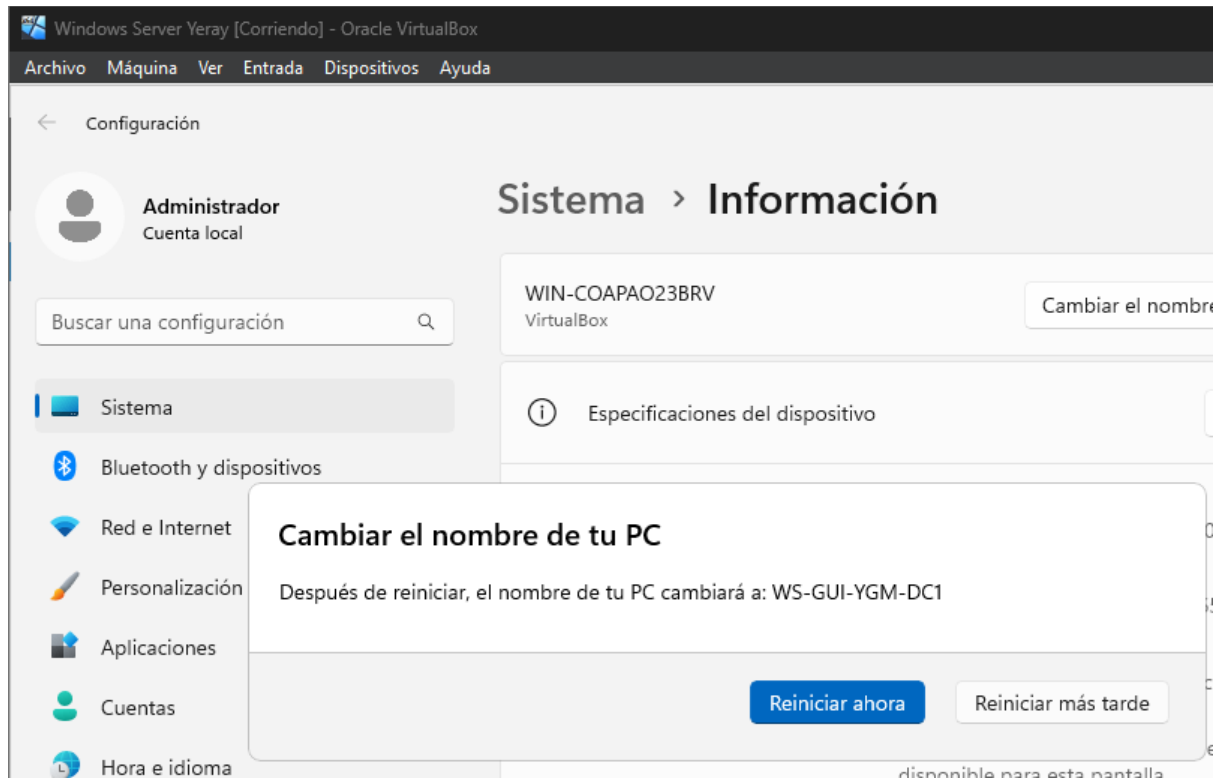 Windows Server Yeray [Corriendo] - Oracle VirtualBox
Archivo Máquina Ver Entrada Dispositivos Ayuda
Configuración
Administrador
Cuenta local
Buscar una configuración
Sistema
Bluetooth y dispositivos
Red e Internet
Personalización
Aplicaciones
Cuentas
Hora e idioma
Sistema > Información
WIN-COAPAO23BRV
VirtualBox
Cambiar el nombre
Especificaciones del dispositivo
Cambiar el nombre de tu PC
Después de reiniciar, el nombre de tu PC cambiará a: WS-GUI-YGM-DC1
Reiniciar ahora
Reiniciar más tarde
disponible para esta pantalla